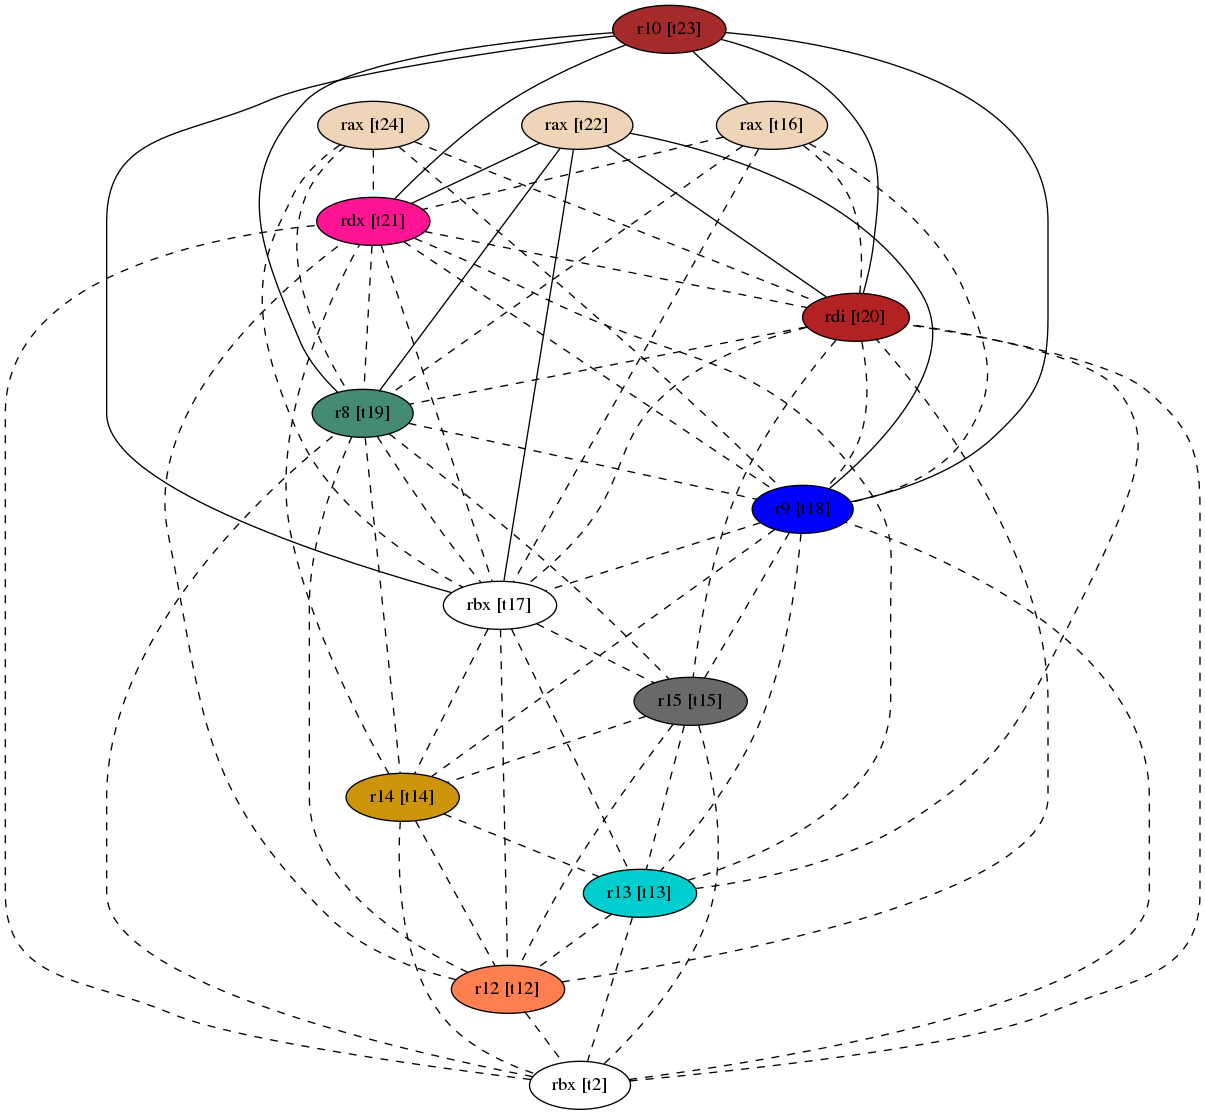 r10 [t23]
rax [t24]
rax [t22]
rax [t16]
rdx [t21]
rdi [t20]
r8 [t19]
r9 [t18]
rbx [t17]
r15 [t15]
r14 [t14]
r13 [t13]
r12 [t12]
rbx [t2]